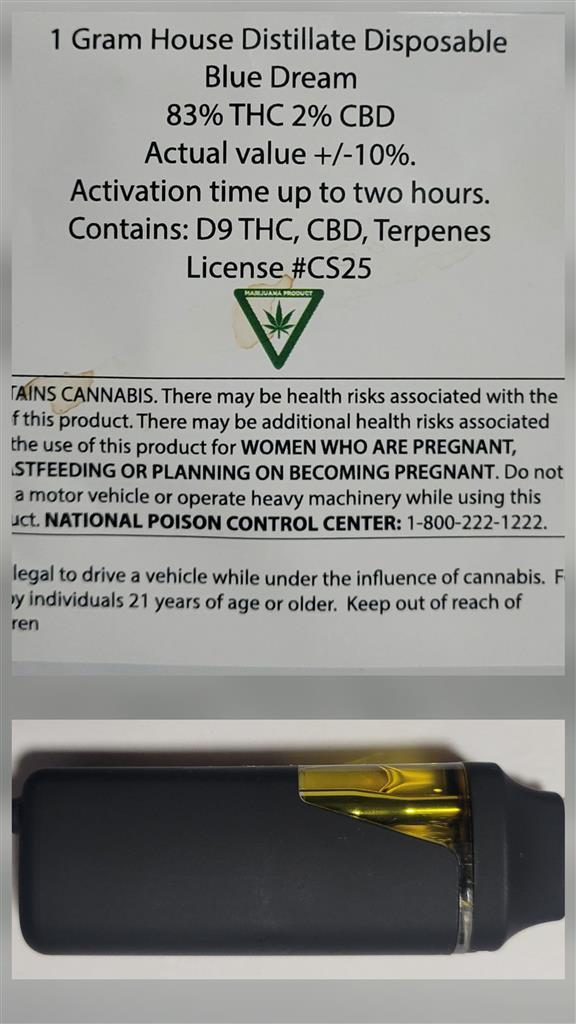 1 Gram House Distillate Disposable
Blue Dream
83% THC 2% CBD
Actual value +/-10%.
Activation time up to two hours.
Contains: D9 THC, CBD, Terpenes
License #CS25
MARIJUANA PRODUCT
TAINS CANNABIS. There may be health risks associated with the
f this product. There may be additional health risks associated
the use of this product for WOMEN WHO ARE PREGNANT,
STFEEDING OR PLANNING ON BECOMING PREGNANT. Do not
a motor vehicle or operate heavy machinery while using this
uct. NATIONAL POISON CONTROL CENTER: 1-800-222-1222.
legal to drive a vehicle while under the influence of cannabis. F
y individuals 21 years of age or older. Keep out of reach of
ren